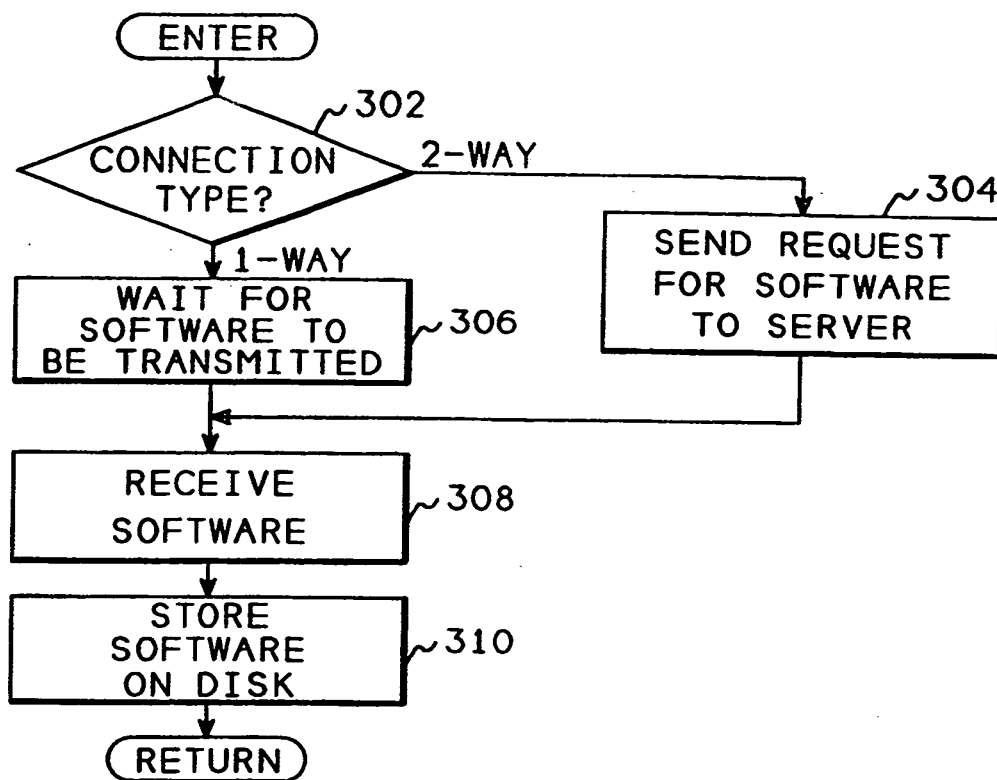 ENTER
302
CONNECTION
TYPE?
2-WAY
304
SEND REQUEST
FOR SOFTWARE
TO SERVER
1-WAY
WAIT FOR
SOFTWARE TO
BE TRANSMITTED
306
RECEIVE
SOFTWARE
308
STORE
SOFTWARE
ON DISK
310
RETURN